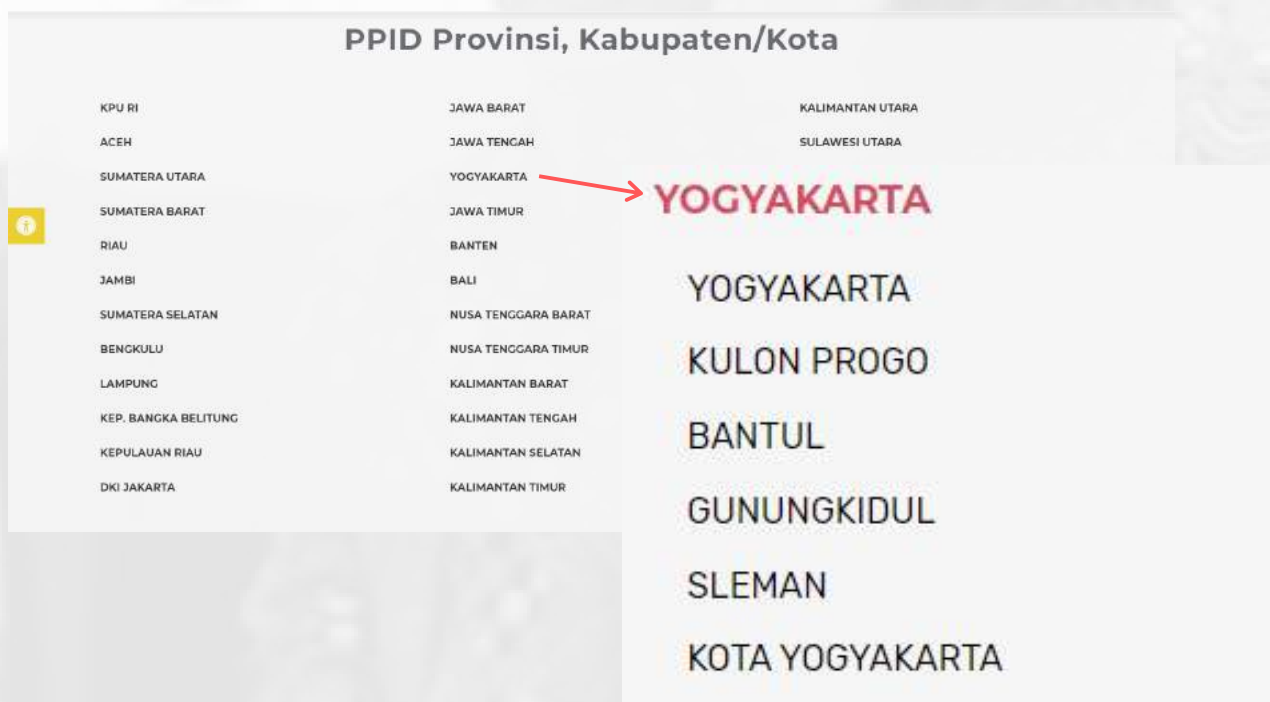 PPID Provinsi, Kabupaten/Kota
KPU RI
ACEH
SUMATERA UTARA
SUMATERA BARAT
RIAU
JAMBI
SUMATERA SELATAN
BENGKULU
LAMPUNG
KEP. BANGKA BELITUNG
KEPULAUAN RIAU
DKI JAKARTA
JAWA BARAT
JAWA TENGAH
YOGYAKARTA
JAWA TIMUR
BANTEN
BALI
NUSA TENGGARA BARAT
NUSA TENGGARA TIMUR
KALIMANTAN BARAT
KALIMANTAN TENGAH
KALIMANTAN SELATAN
KALIMANTAN TIMUR
KALIMANTAN UTARA
SULAWESI UTARA
YOGYAKARTA
YOGYAKARTA
KULON PROGO
BANTUL
GUNUNGKIDUL
SLEMAN
KOTA YOGYAKARTA